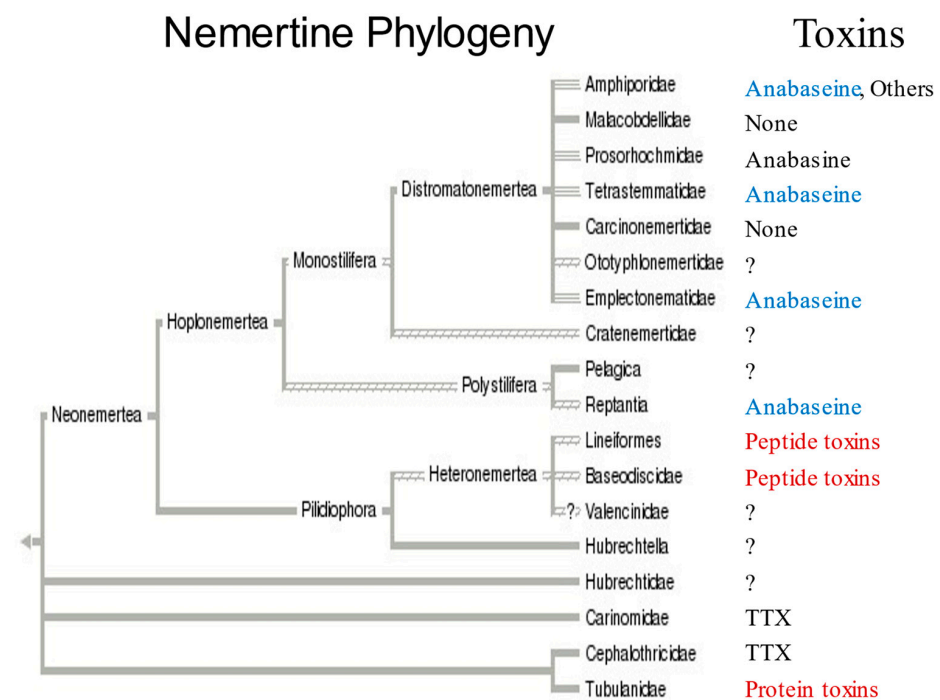 Nemertine Phylogeny
Toxins
Amphiporidae Anabaseine, Others
Malacobdellidae None
Prosorhochmidae Anabasine
Distromatonemertea
Tetrastemmatidae Anabaseine
Carcinonemertidae None
Monostilifera
Ototyphlonemertidae ?
Emplectonematidae Anabaseine
Hoplonemertea
Cratenemertidae ?
Pelagica ?
Polystilifera
Reptantia Anabaseine
Neonemertea
Lineiformes Peptide toxins
Heteronemertea
Baseodiscidae Peptide toxins
Pilidiophora
? Valencinidae ?
Hubrechtella ?
Hubrechtidae ?
Carinomidae TTX
Cephalothricidae TTX
Tubulanidae Protein toxins